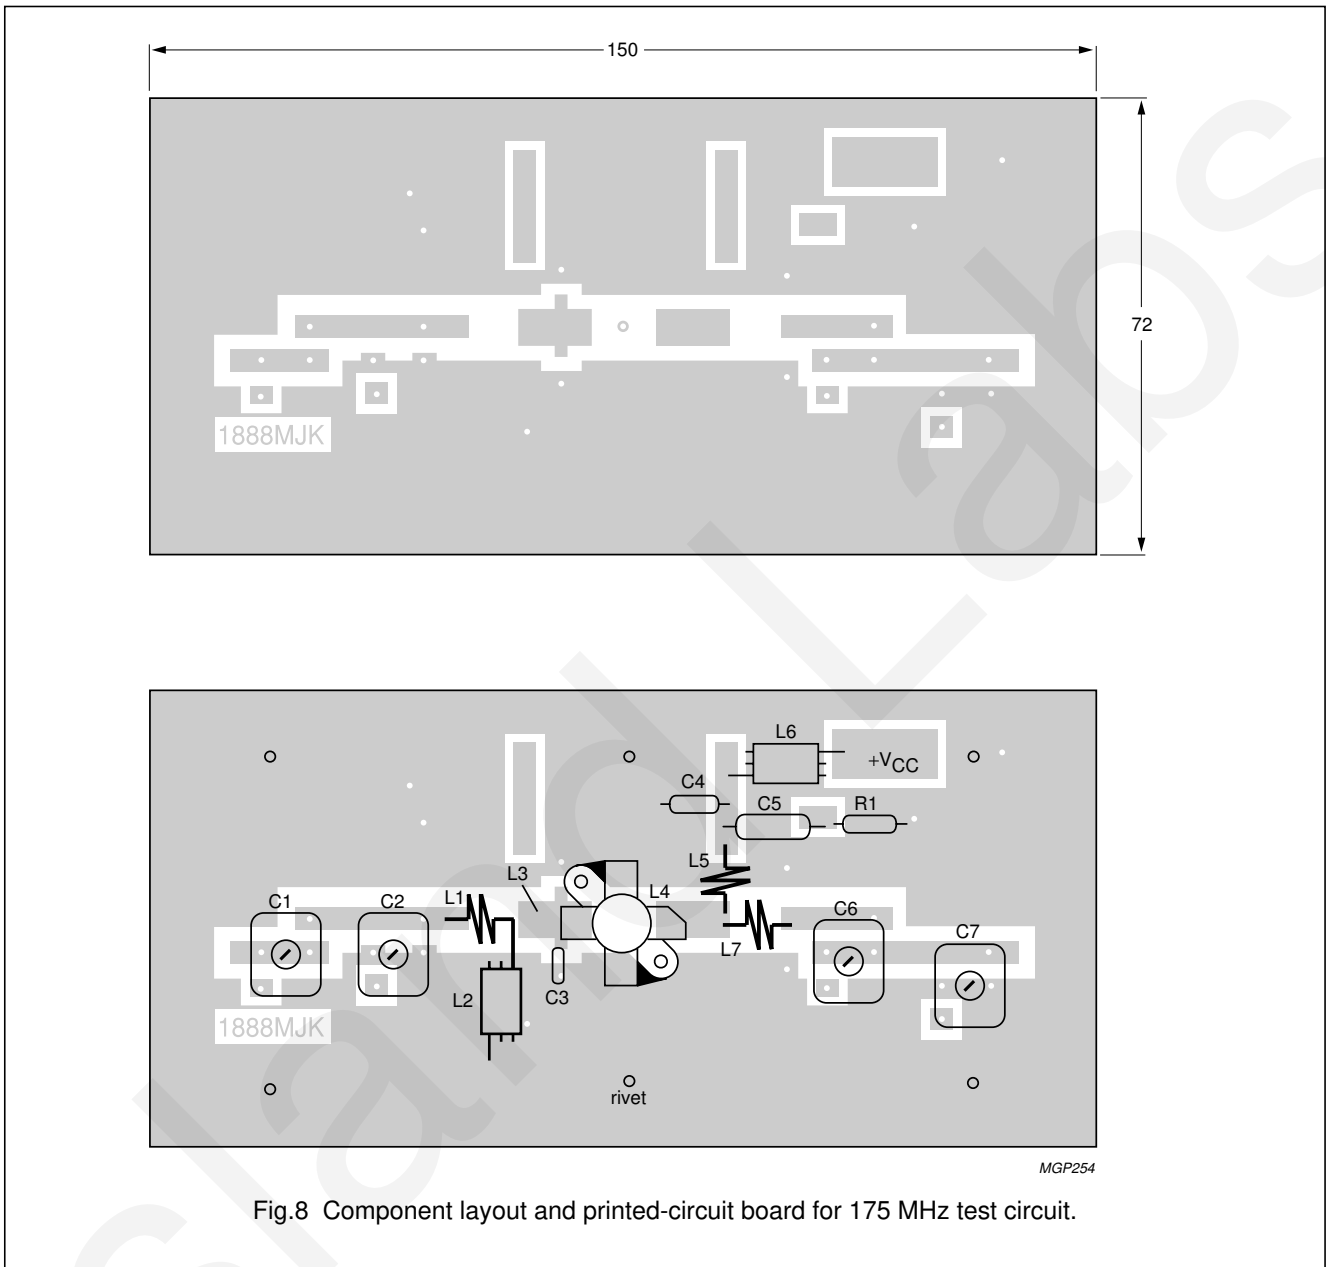 150
72
1888MJK
L6
+VCC
C4
C5
R1
L5
L3
L4
L1
C1
C2
C6
C7
L7
L2
C3
1888MJK
rivet
MGP254
Fig.8 Component layout and printed-circuit board for 175 MHz test circuit.